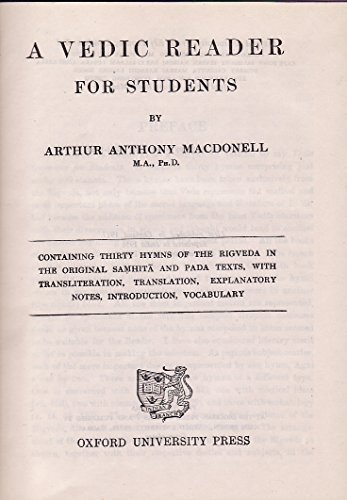 A VEDIC READER
FOR STUDENTS
BY
ARTHUR ANTHONY MACDONELL
M.A., PH.D.
CONTAINING THIRTY HYMNS OF THE RIGVEDA IN
THE ORIGINAL SAṂHITĀ AND PADA TEXTS, WITH
TRANSLITERATION, TRANSLATION, EXPLANATORY
NOTES, INTRODUCTION, VOCABULARY
OXFORD UNIVERSITY PRESS